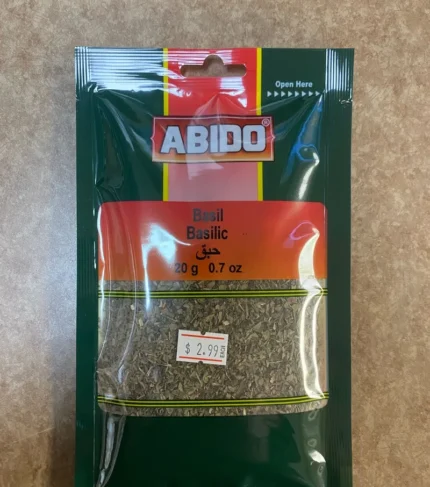 Open Here
ABIDO®
Basil
Basilic
حبق
20 g 0.7 oz
$ 2.99